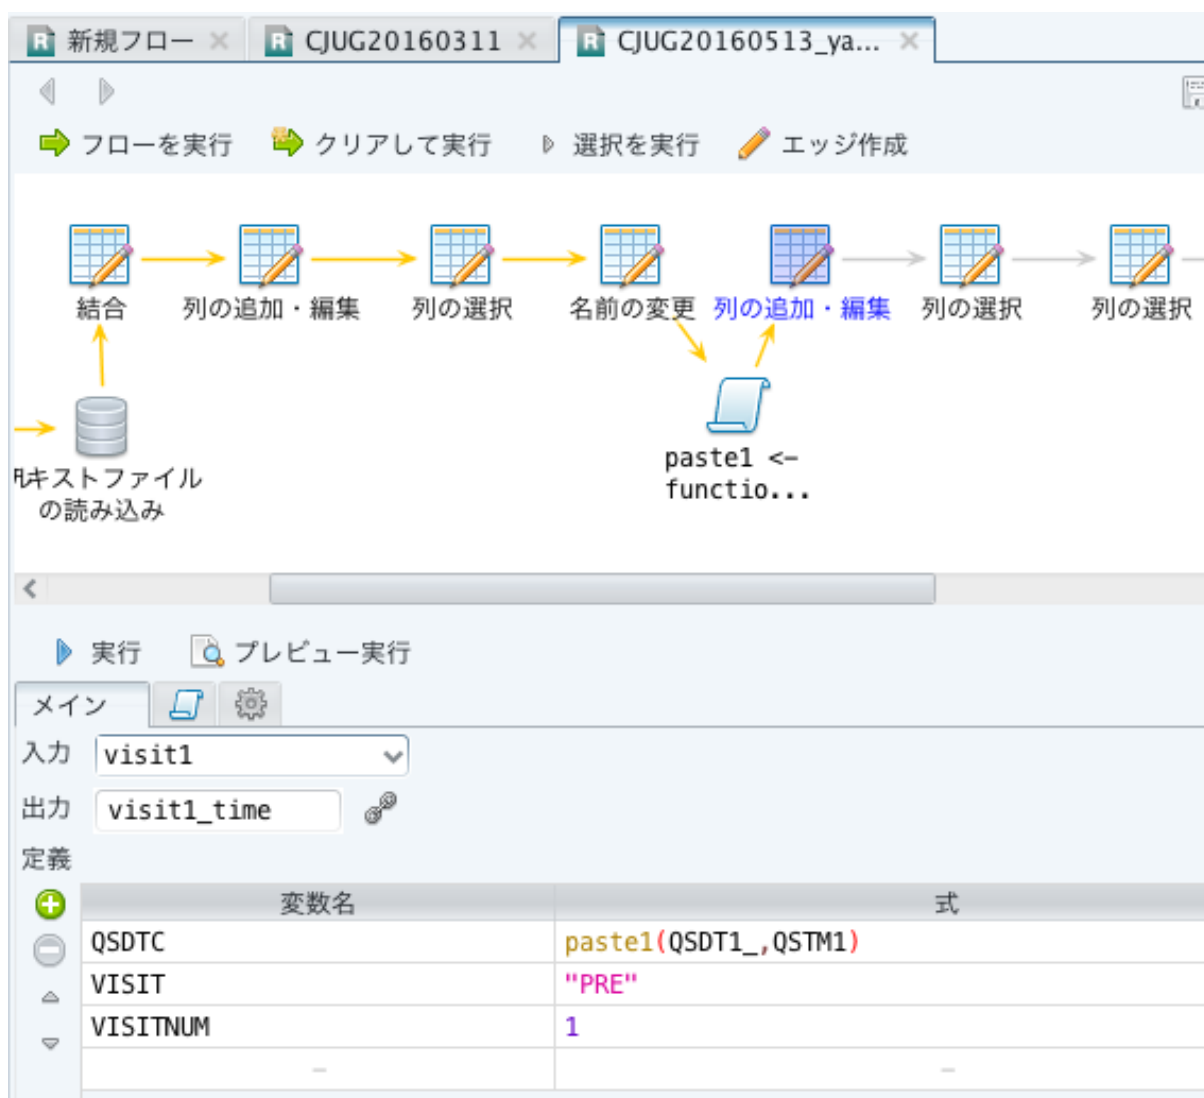 新規フロー
CJUG20160311
CJUG20160513_ya...
フローを実行
クリアして実行
選択を実行
エッジ作成
結合
列の追加・編集
列の選択
名前の変更
列の追加・編集
列の選択
列の選択
キストファイル
の読み込み
paste1 <-
functio...
実行
プレビュー実行
メイン
入力 visit1
出力 visit1_time
定義
変数名 式
QSDTC paste1(QSDT1_,QSTM1)
VISIT "PRE"
VISITNUM 1